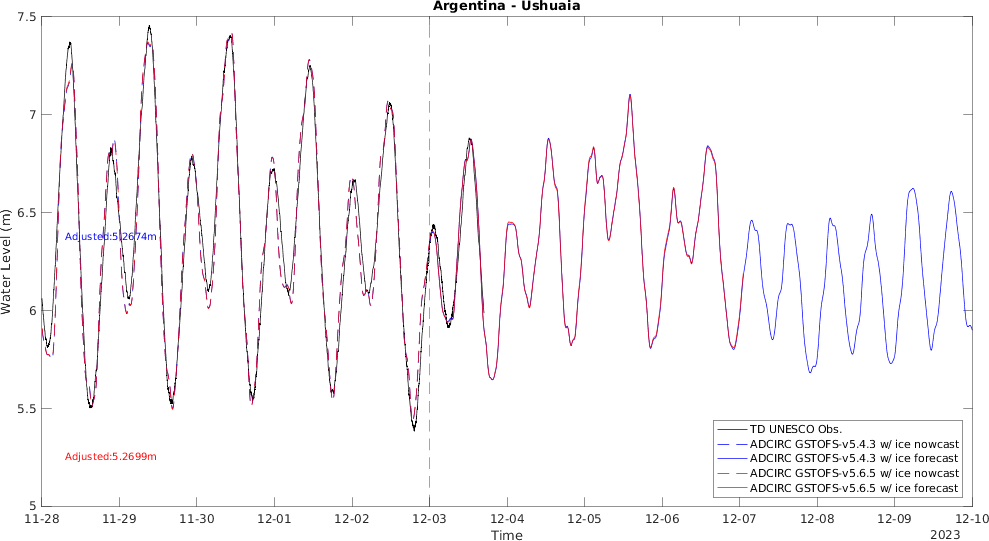 Argentina - Ushuaia
7.5
7
6.5
6
5.5
5
Water Level (m)
Adjusted:5.2674m
Adjusted:5.2699m
TD UNESCO Obs.
ADCIRC GSTOFS-v5.4.3 w/ ice nowcast
ADCIRC GSTOFS-v5.4.3 w/ ice forecast
ADCIRC GSTOFS-v5.6.5 w/ ice nowcast
ADCIRC GSTOFS-v5.6.5 w/ ice forecast
11-28 11-29 11-30 12-01 12-02 12-03 12-04 12-05 12-06 12-07 12-08 12-09 12-10
Time
2023